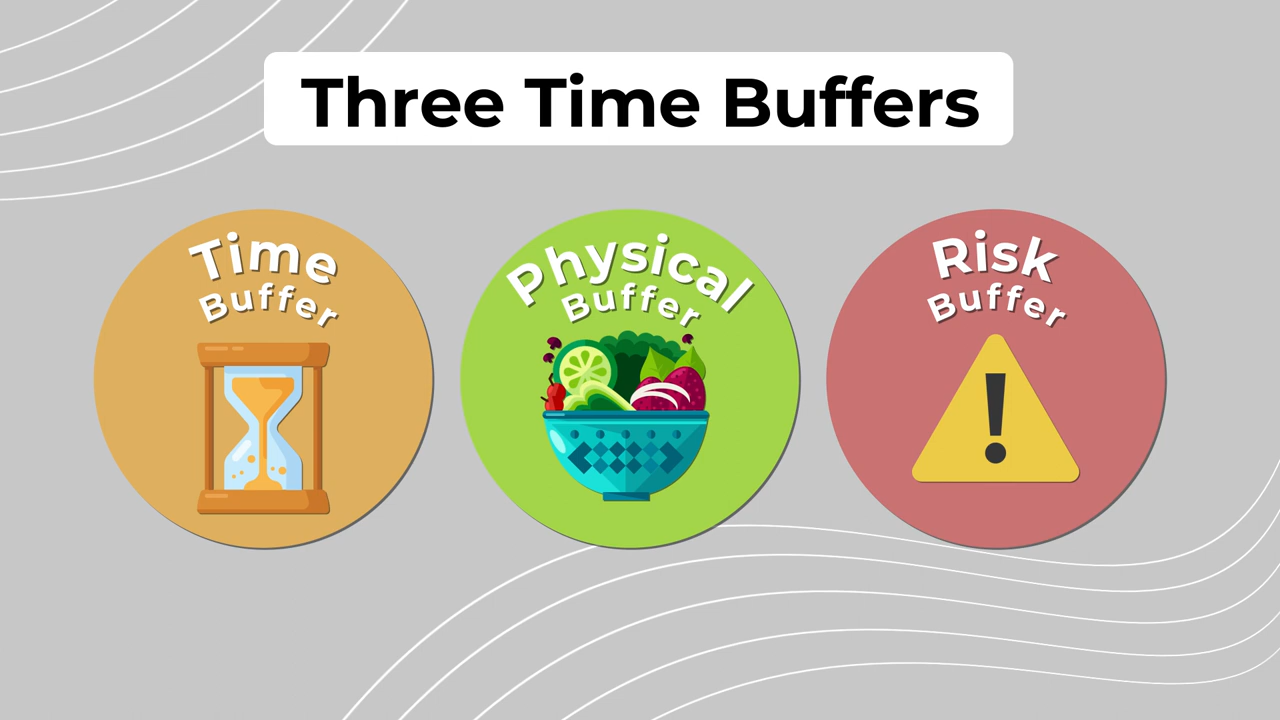 Three Time Buffers
Time
Buffer
Physical
Buffer
Risk
Buffer